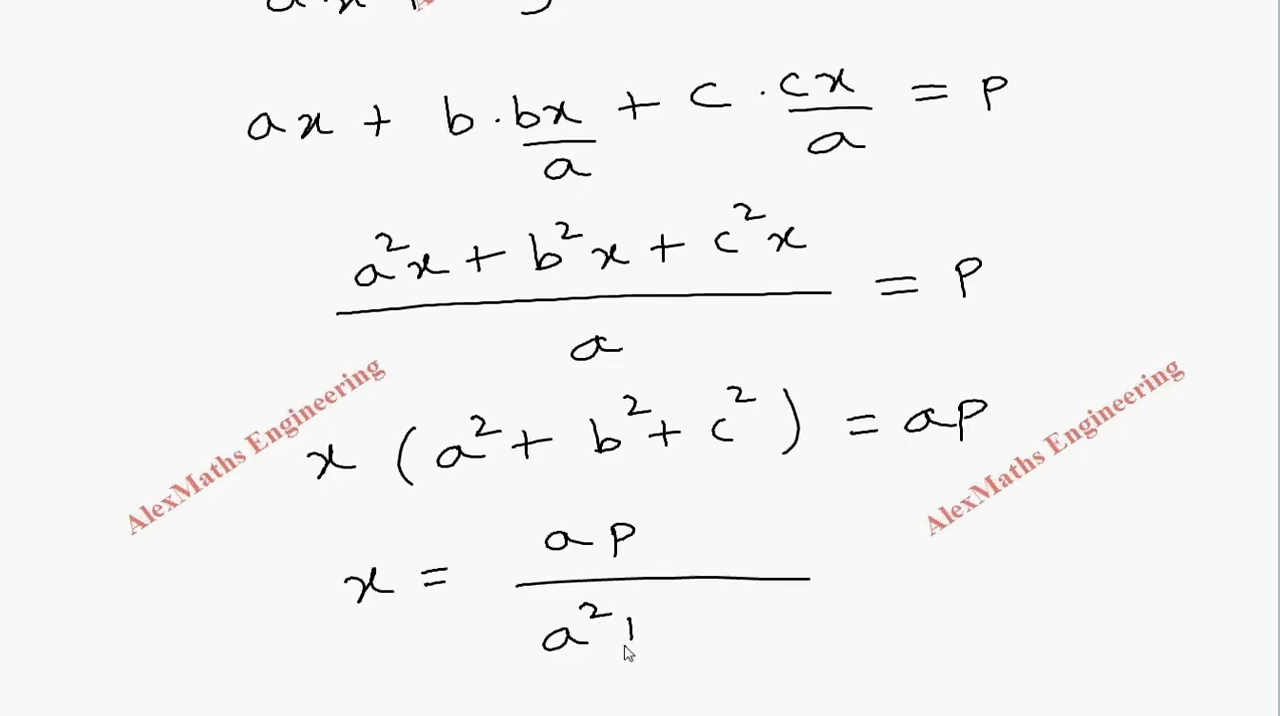 ax + b · bx/a + c · cx/a = p
a²x + b²x + c²x / a = p
x ( a² + b² + c² ) = ap
x = ap / a²
AlexMaths Engineering
AlexMaths Engineering